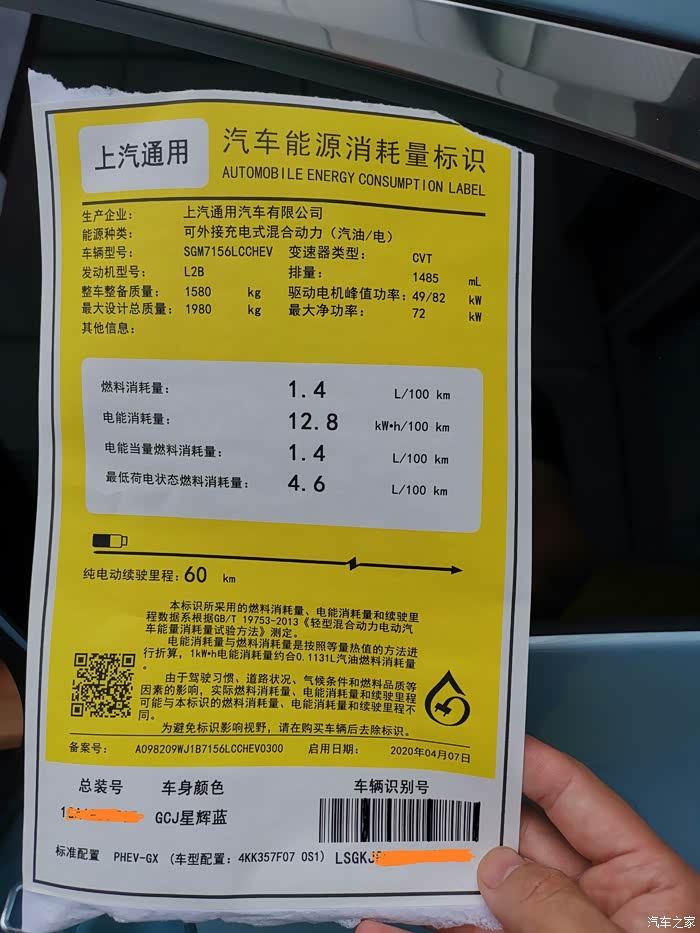 上汽通用
汽车能源消耗量标识
AUTOMOBILE ENERGY CONSUMPTION LABEL
生产企业： 上汽通用汽车有限公司
能源种类： 可外接充电式混合动力（汽油/电）
车辆型号： SGM7156LCCHEV 变速器类型： CVT
发动机型号： L2B 排量： 1485 mL
整车整备质量： 1580 kg 驱动电机峰值功率： 49/82 kW
最大设计总质量： 1980 kg 最大净功率： 72 kW
其他信息：
燃料消耗量： 1.4 L/100 km
电能消耗量： 12.8 kW·h/100 km
电能当量燃料消耗量： 1.4 L/100 km
最低荷电状态燃料消耗量： 4.6 L/100 km
纯电动续驶里程： 60 km
本标识所采用的燃料消耗量、电能消耗量和续驶里
程数据系根据GB/T 19753-2013《轻型混合动力电动汽
车能量消耗量试验方法》测定。
电能消耗量与燃料消耗量是按照等量热值的方法进
行折算，1kW·h电能消耗量约合0.1131L汽油燃料消耗量
。
由于驾驶习惯、道路状况、气候条件和燃料品质等
因素的影响，实际燃料消耗量、电能消耗量和续驶里程
可能与本标识的燃料消耗量、电能消耗量和续驶里程不
同。
为避免标识影响视野，请在购买车辆后去除标识。
备案号： A098209WJ1B7156LCCHEV0300 启用日期： 2020年04月07日
总装号 车身颜色 车辆识别号
GCJ星辉蓝
标准配置 PHEV-GX (车型配置：4KK357F07 0S1) LSGKJ
汽车之家